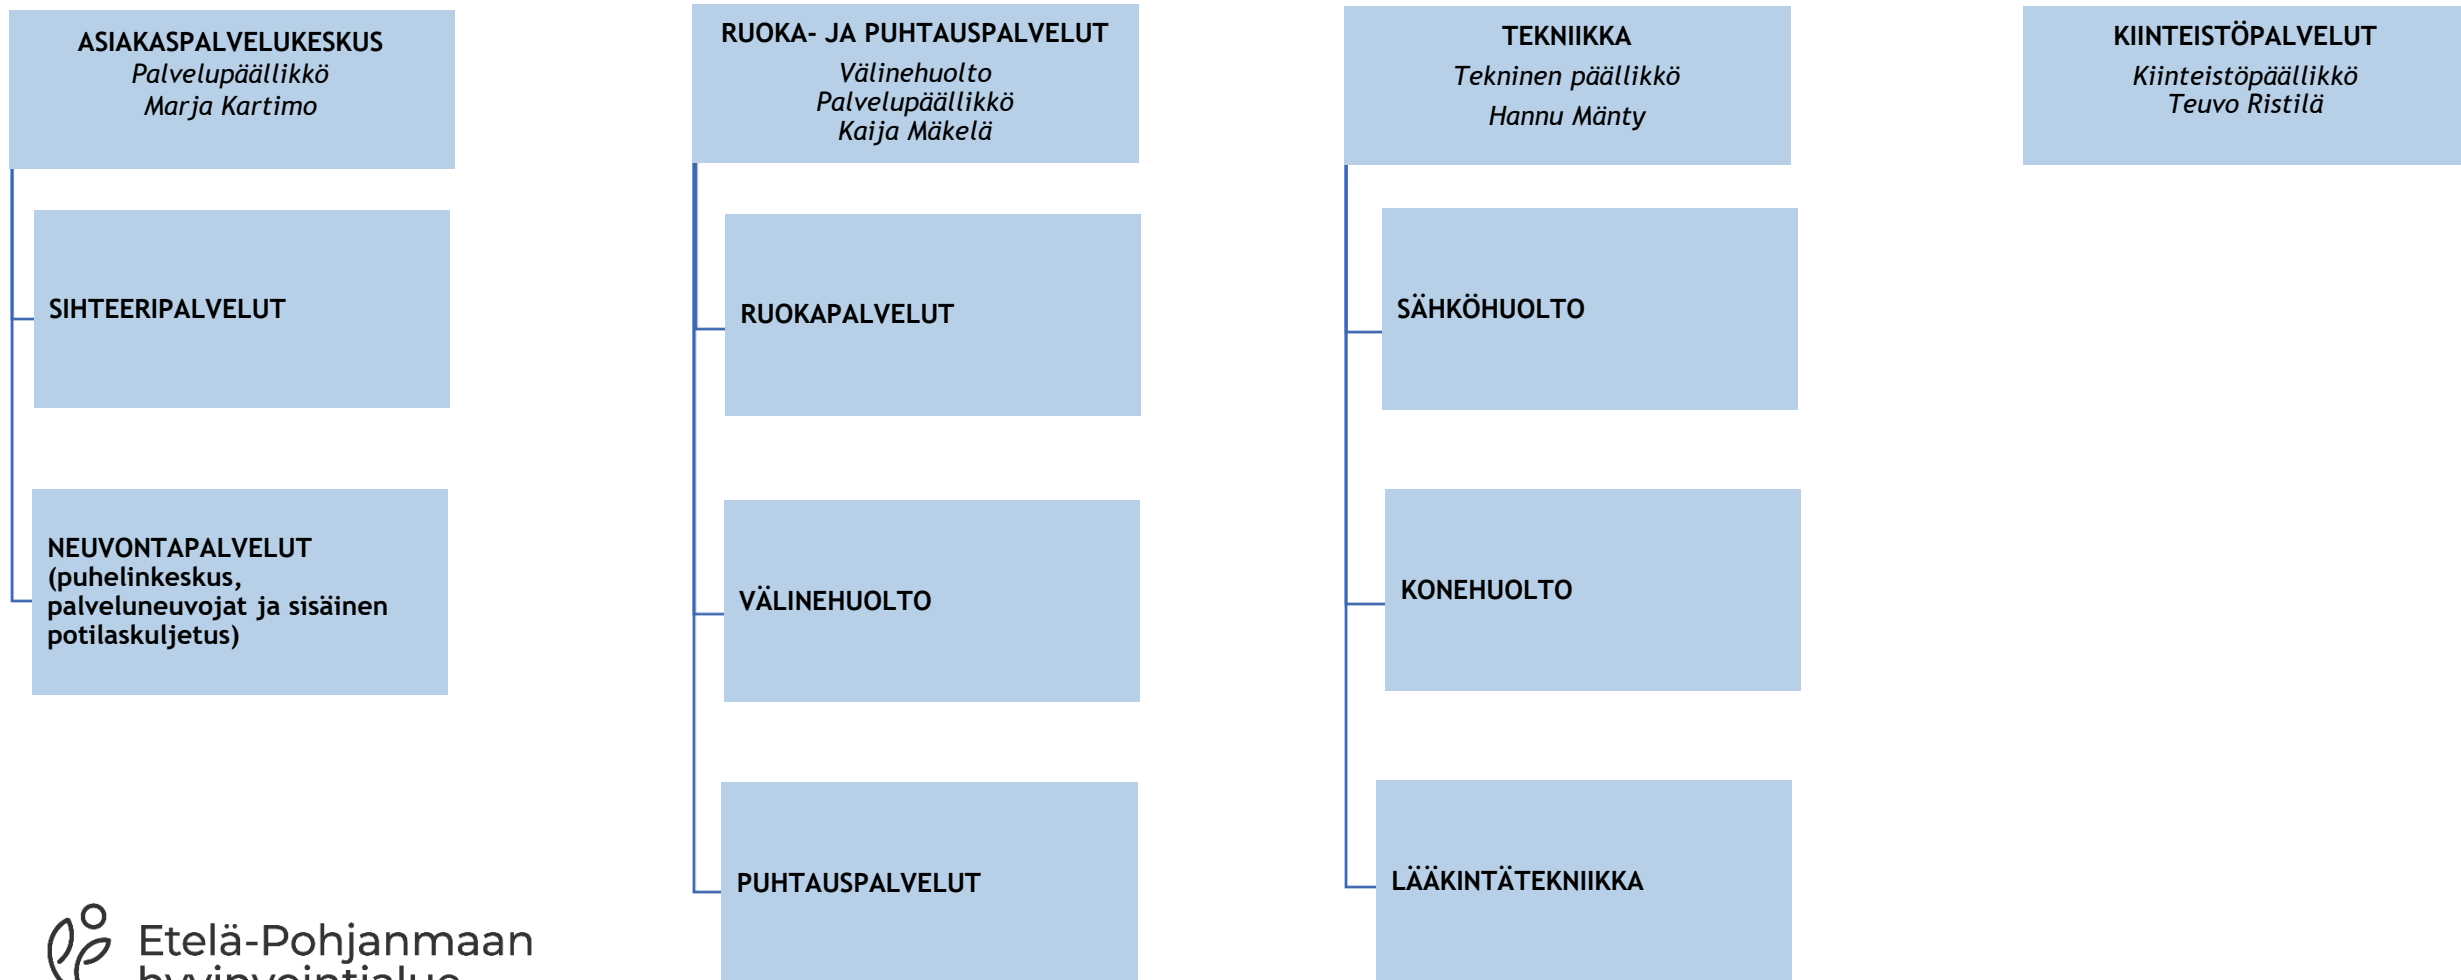 ASIAKASPALVELUKESKUS
Palvelupäällikkö
Marja Kartimo
SIHTEERIPALVELUT
NEUVONTAPALVELUT
(puhelinkeskus,
palveluneuvojat ja sisäinen
potilaskuljetus)
RUOKA- JA PUHTAUSPALVELUT
Välinehuolto
Palvelupäällikkö
Kaija Mäkelä
RUOKAPALVELUT
VÄLINEHUOLTO
PUHTAUSPALVELUT
TEKNIIKKA
Tekninen päällikkö
Hannu Mänty
SÄHKÖHUOLTO
KONEHUOLTO
LÄÄKINTÄTEKNIIKKA
KIINTEISTÖPALVELUT
Kiinteistöpäällikkö
Teuvo Ristilä
Etelä-Pohjanmaan
hyvinvointialue